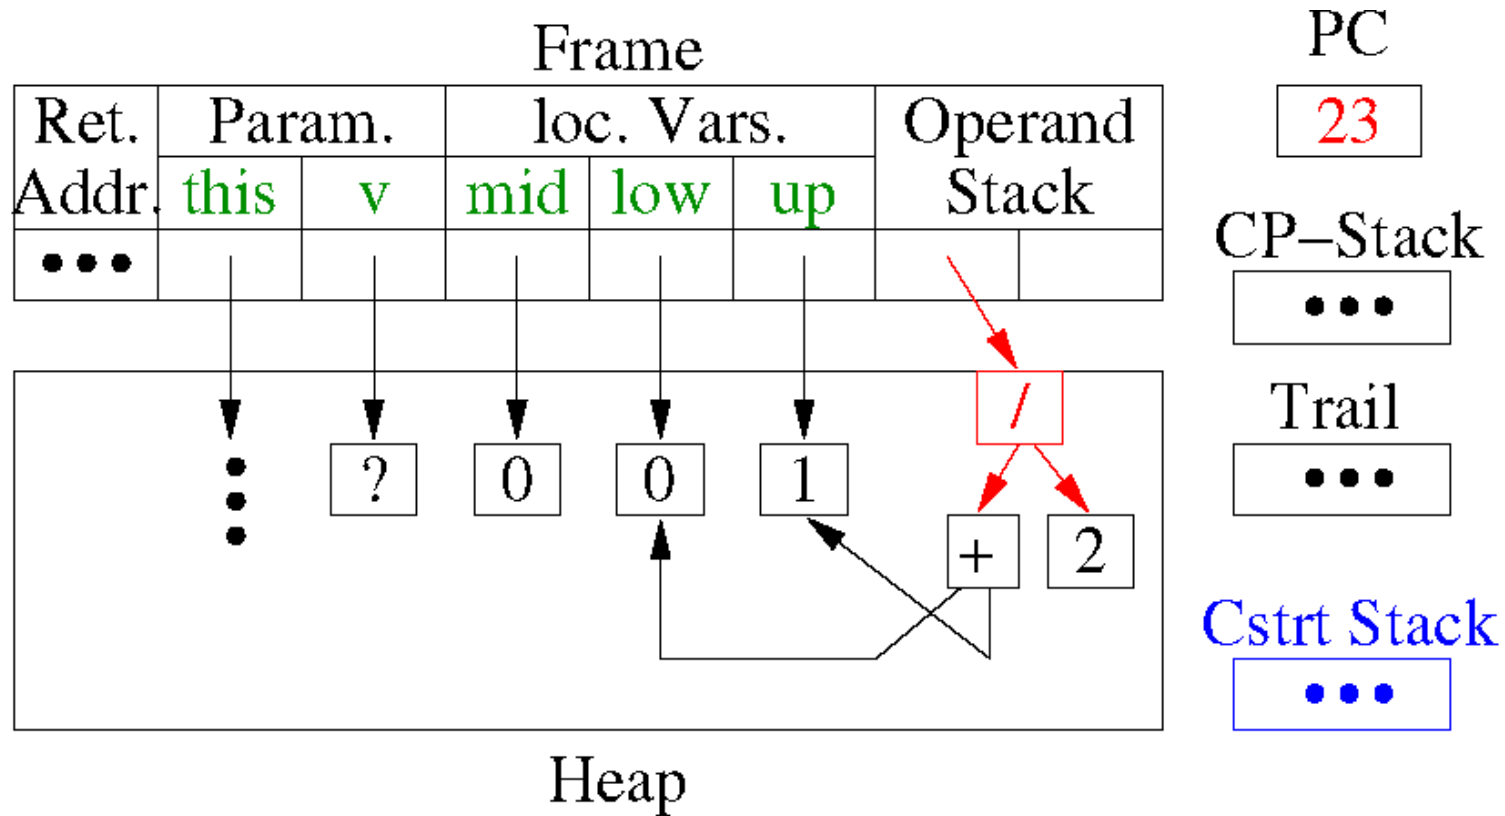 Frame
PC
Ret. Addr.
Param.
loc. Vars.
Operand Stack
23
this
v
mid
low
up
•••
CP–Stack
•••
/
Trail
•••
?
0
0
1
+
2
Cstrt Stack
•••
Heap